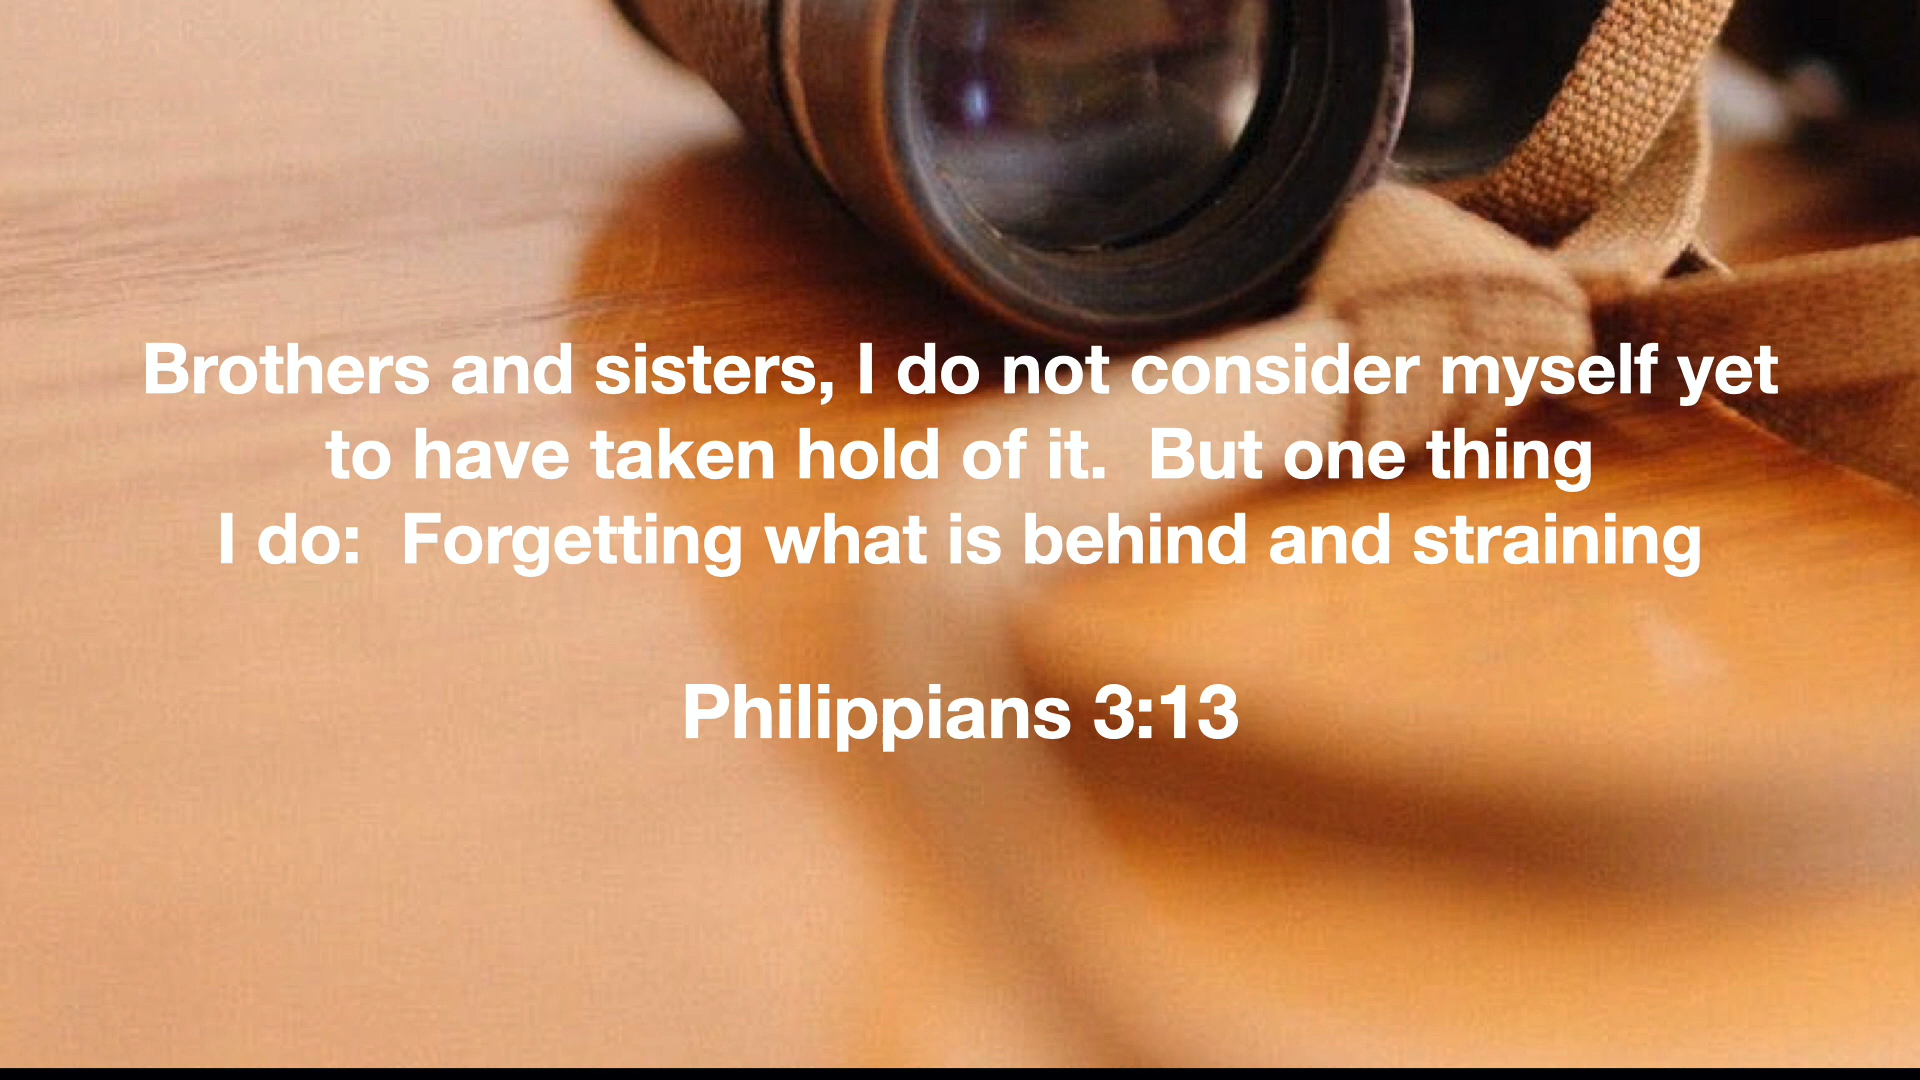 Brothers and sisters, I do not consider myself yet
to have taken hold of it.  But one thing
I do:  Forgetting what is behind and straining
Philippians 3:13